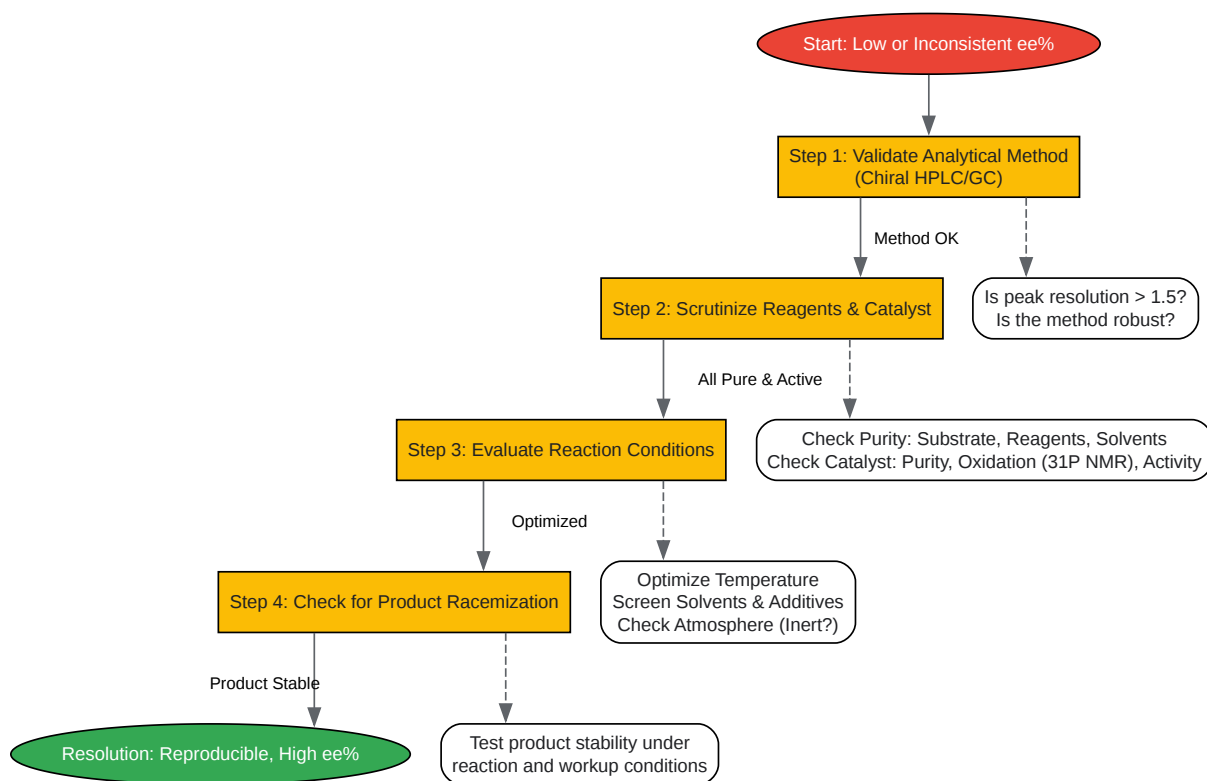 Start: Low or Inconsistent ee%
Step 1: Validate Analytical Method
(Chiral HPLC/GC)
Method OK
Step 2: Scrutinize Reagents & Catalyst
Is peak resolution > 1.5?
Is the method robust?
All Pure & Active
Step 3: Evaluate Reaction Conditions
Check Purity: Substrate, Reagents, Solvents
Check Catalyst: Purity, Oxidation (31P NMR), Activity
Optimized
Step 4: Check for Product Racemization
Optimize Temperature
Screen Solvents & Additives
Check Atmosphere (Inert?)
Product Stable
Resolution: Reproducible, High ee%
Test product stability under
reaction and workup conditions